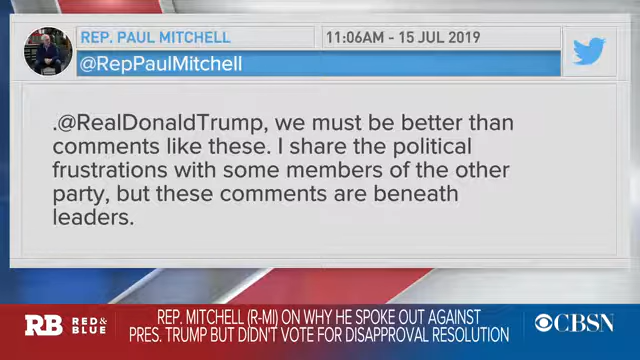 REP. PAUL MITCHELL
11:06AM - 15 JUL 2019
@RepPaulMitchell
.@RealDonaldTrump, we must be better than
comments like these. I share the political
frustrations with some members of the other
party, but these comments are beneath
leaders.
RB RED & BLUE
REP. MITCHELL (R-MI) ON WHY HE SPOKE OUT AGAINST
PRES. TRUMP BUT DIDN'T VOTE FOR DISAPPROVAL RESOLUTION
CBSN